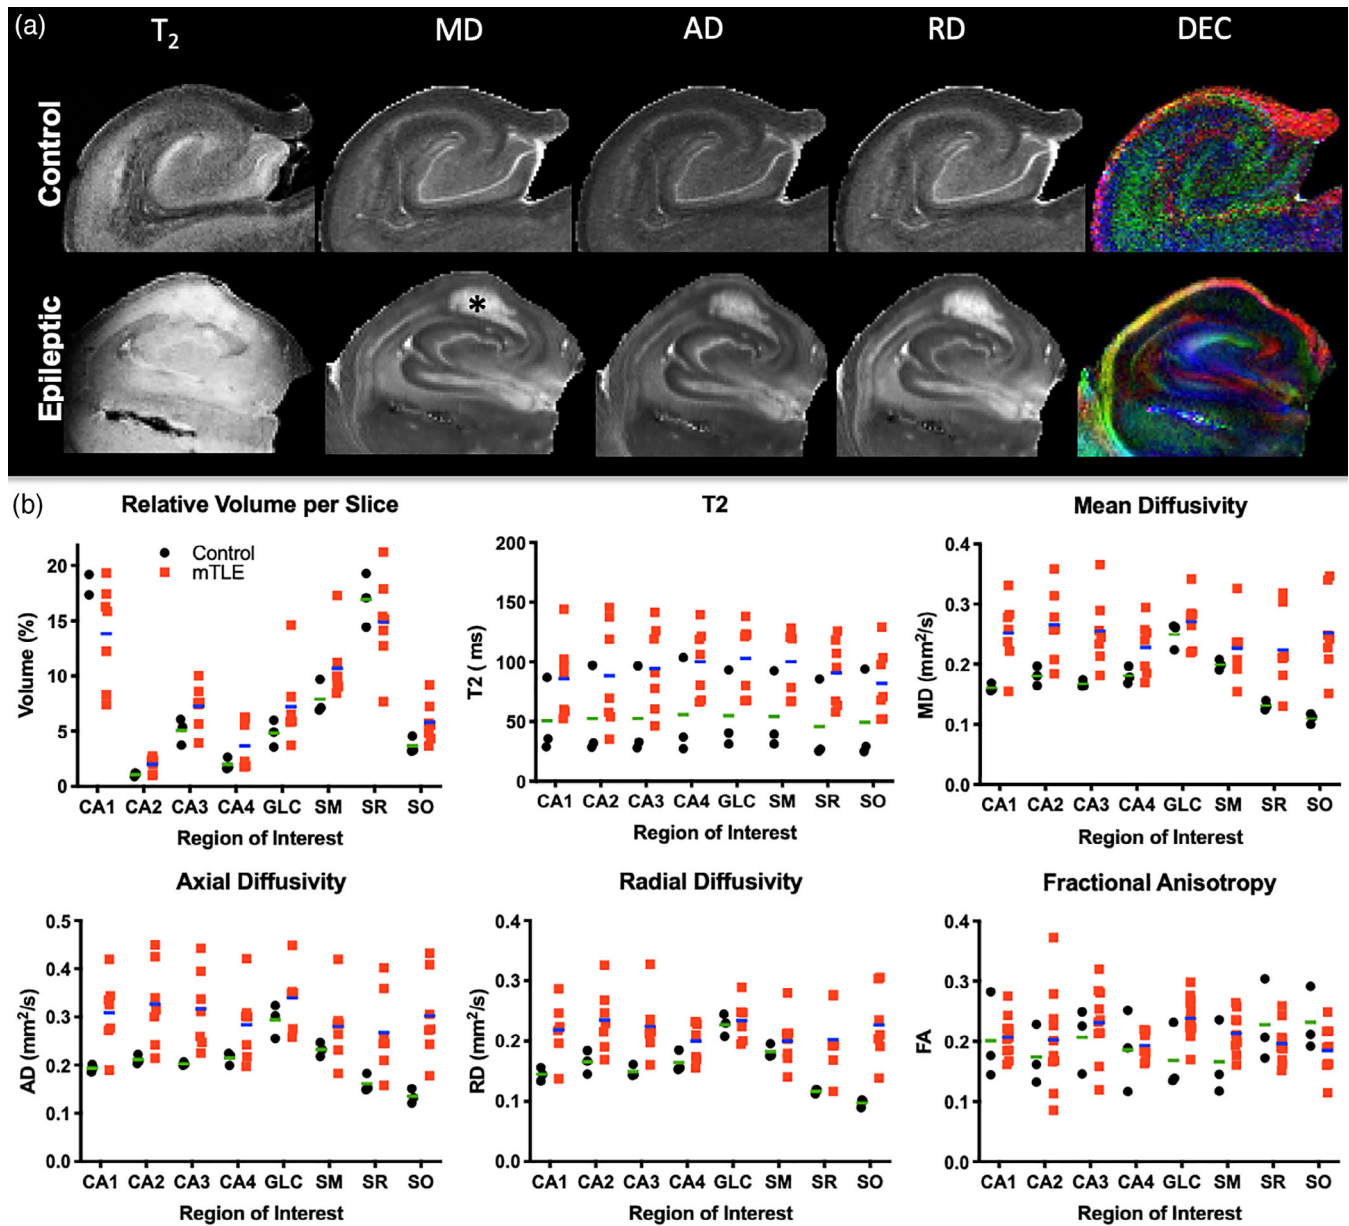 (a) T2 MD AD RD DEC
Control
Epileptic
*
(b)
Relative Volume per Slice
Control
mTLE
Volume (%)
20
15
10
5
0
CA1 CA2 CA3 CA4 GLC SM SR SO
Region of Interest
T2
T2 ( ms)
200
150
100
50
0
CA1 CA2 CA3 CA4 GLC SM SR SO
Region of Interest
Mean Diffusivity
MD (mm²/s)
0.4
0.3
0.2
0.1
0.0
CA1 CA2 CA3 CA4 GLC SM SR SO
Region of Interest
Axial Diffusivity
AD (mm²/s)
0.5
0.4
0.3
0.2
0.1
0.0
CA1 CA2 CA3 CA4 GLC SM SR SO
Region of Interest
Radial Diffusivity
RD (mm²/s)
0.4
0.3
0.2
0.1
0.0
CA1 CA2 CA3 CA4 GLC SM SR SO
Region of Interest
Fractional Anisotropy
FA
0.4
0.3
0.2
0.1
0.0
CA1 CA2 CA3 CA4 GLC SM SR SO
Region of Interest